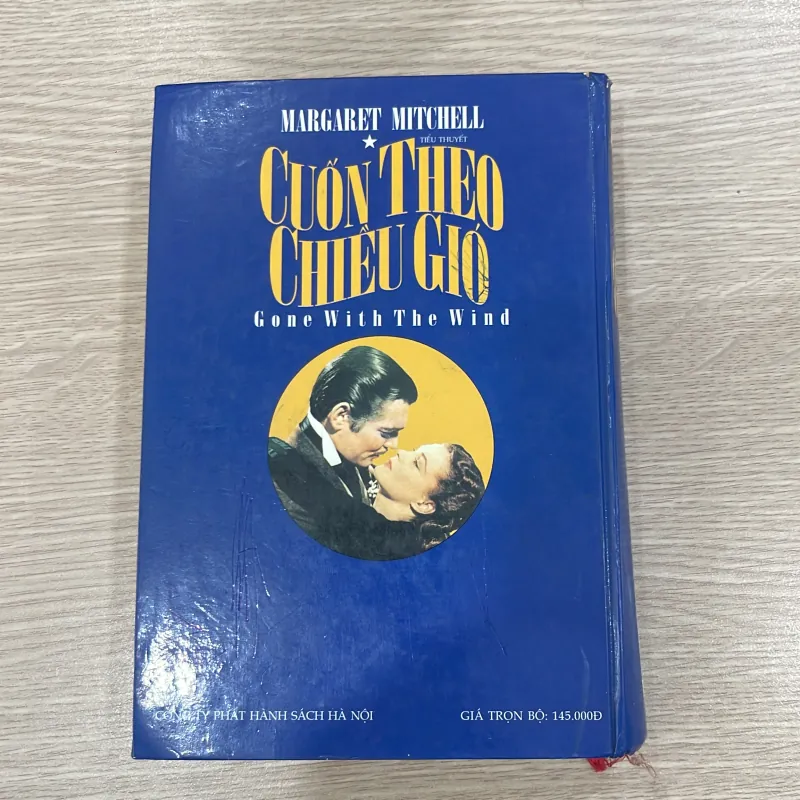 MARGARET MITCHELL
TIỂU THUYẾT
CUỐN THEO
CHIỀU GIÓ
Gone With The Wind
CÔNG TY PHÁT HÀNH SÁCH HÀ NỘI
GIÁ TRỌN BỘ: 145.000Đ